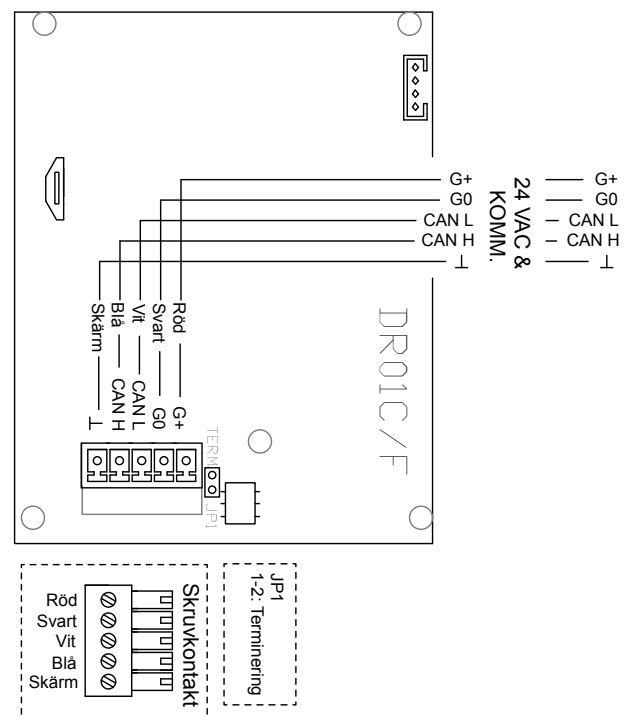 G+
G0
CAN L
CAN H
⊥
24 VAC &
KOMM.
G+
G0
CAN L
CAN H
⊥
Skärm
Blå
Vit
Svart
Röd
⊥
CAN H
CAN L
G0
G+
DR01C/F
TERM
JP1
Skruvkontakt
Röd
Svart
Vit
Blå
Skärm
JP1
1-2: Terminering